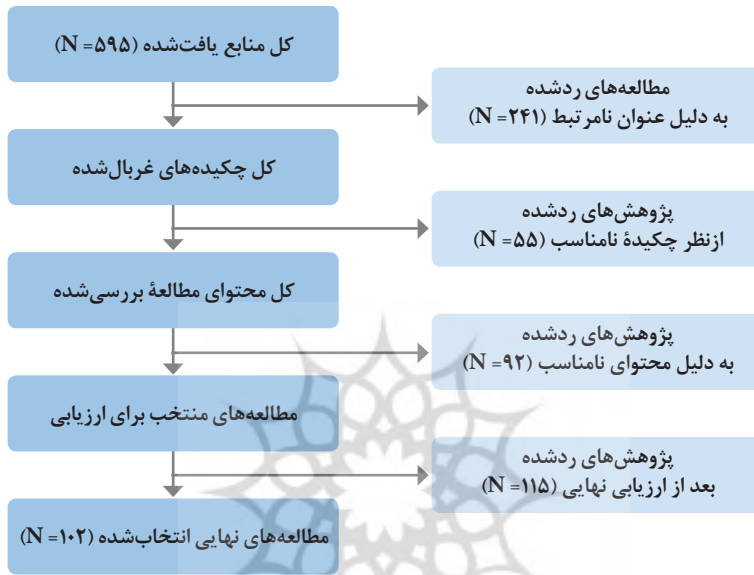 کل منابع یافت‌شده (N =۵۹۵)
مطالعه‌های ردشده
به دلیل عنوان نامرتبط (N =۲۴۱)
کل چکیده‌های غربال‌شده
پژوهش‌های ردشده
ازنظر چکیدهٔ نامناسب (N =۵۵)
کل محتوای مطالعهٔ بررسی‌شده
پژوهش‌های ردشده
به دلیل محتوای نامناسب (N =۹۲)
مطالعه‌های منتخب برای ارزیابی
پژوهش‌های ردشده
بعد از ارزیابی نهایی (N =۱۱۵)
مطالعه‌های نهایی انتخاب‌شده (N =۱۰۲)